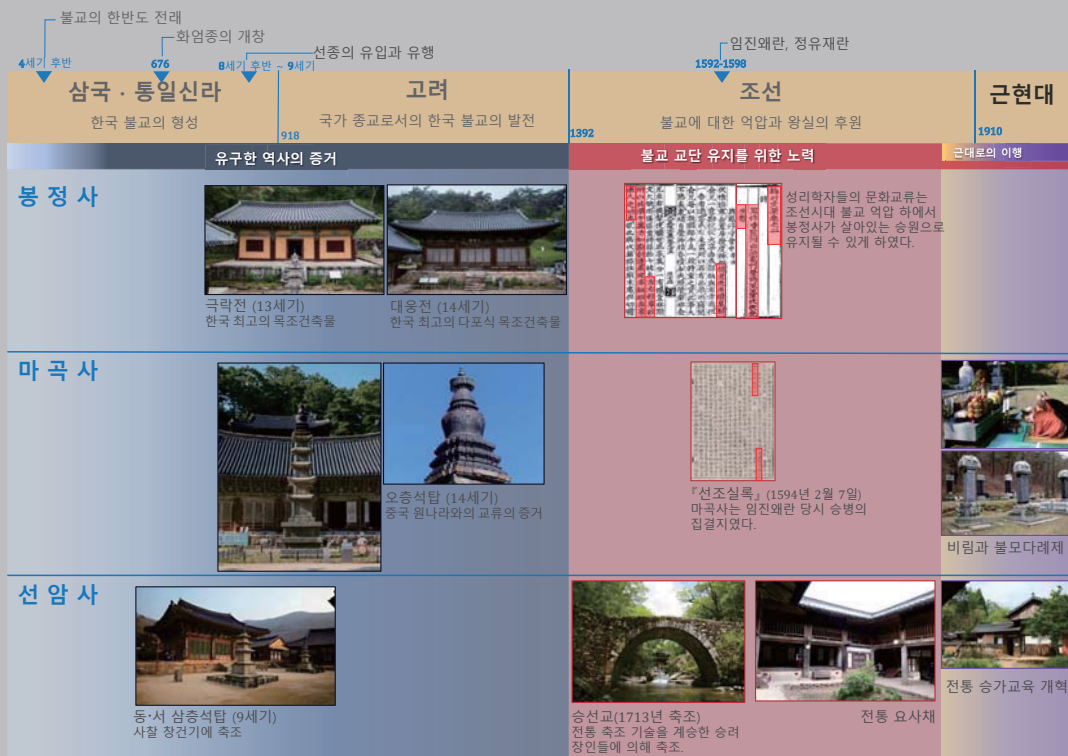 불교의 한반도 전래
화엄종의 개창
선종의 유입과 유행
임진왜란, 정유재란
4세기 후반
676
8세기 후반 ~ 9세기
1592-1598
삼국 · 통일신라
고려
조선
근현대
한국 불교의 형성
국가 종교로서의 한국 불교의 발전
불교에 대한 억압과 왕실의 후원
918
1392
1910
유구한 역사의 증거
불교 교단 유지를 위한 노력
근대로의 이행
봉정사
성리학자들의 문화교류는
조선시대 불교 억압 하에서
봉정사가 살아있는 승원으로
유지될 수 있게 하였다.
극락전 (13세기)
한국 최고의 목조건축물
대웅전 (14세기)
한국 최고의 다포식 목조건축물
마곡사
오층석탑 (14세기)
중국 원나라와의 교류의 증거
『선조실록』 (1594년 2월 7일)
마곡사는 임진왜란 당시 승병의
집결지였다.
비림과 불모다례제
선암사
동·서 삼층석탑 (9세기)
사찰 창건기에 축조
승선교(1713년 축조)
전통 축조 기술을 계승한 승려
장인들에 의해 축조.
전통 요사채
전통 승가교육 개혁